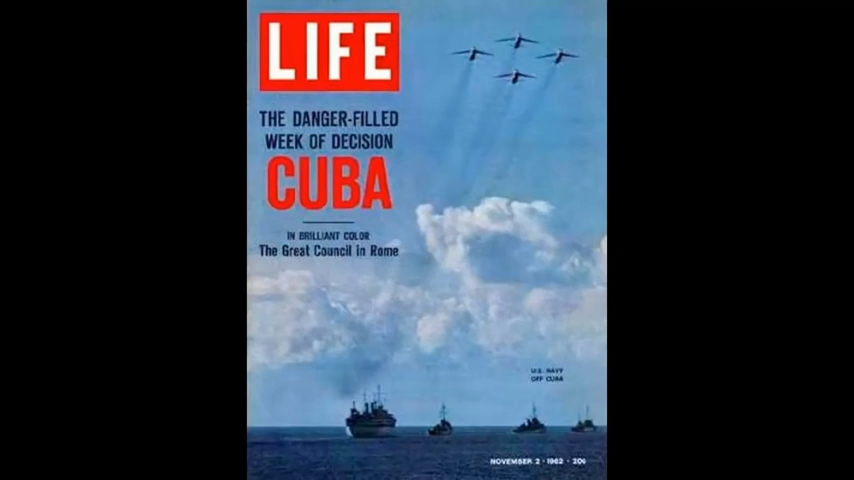 LIFE
THE DANGER-FILLED
WEEK OF DECISION
CUBA
IN BRILLIANT COLOR
The Great Council in Rome
U.S. NAVY
OFF CUBA
NOVEMBER 2 · 1962 · 20¢